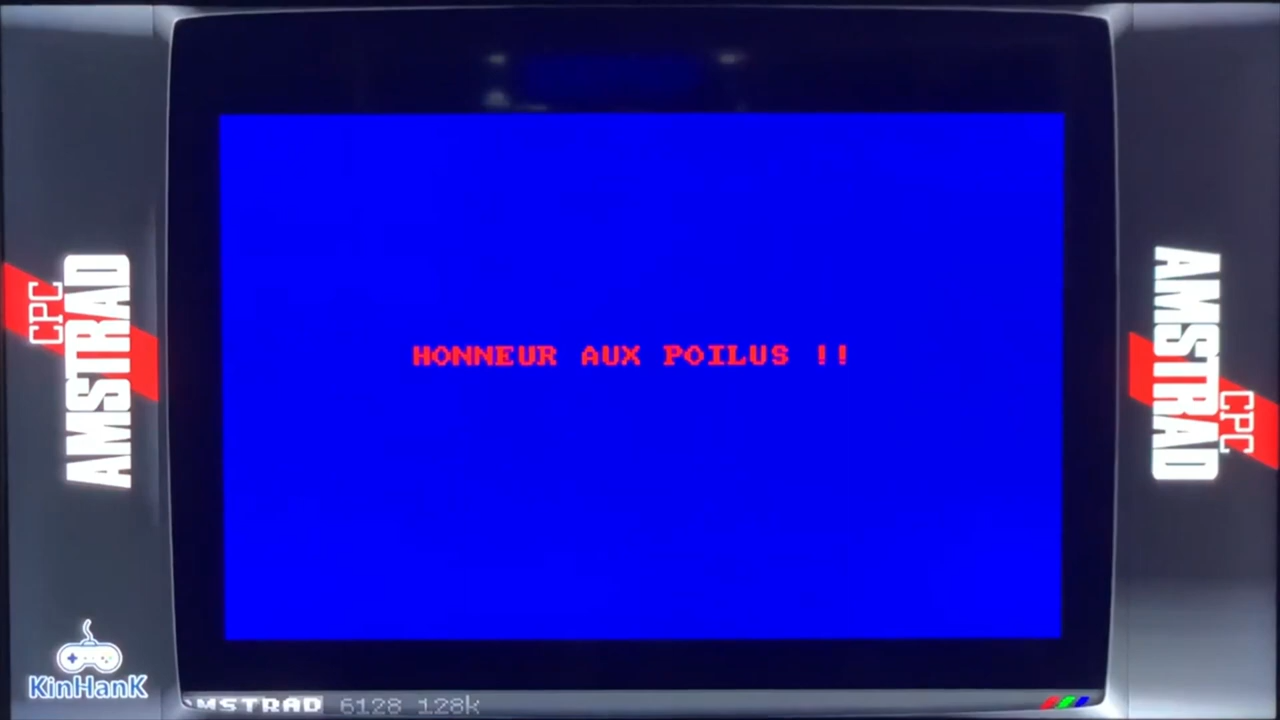 CPC
AMSTRAD
HONNEUR AUX POILUS !!
AMSTRAD
CPC
KinHanK
MSTRAD 6128 128k